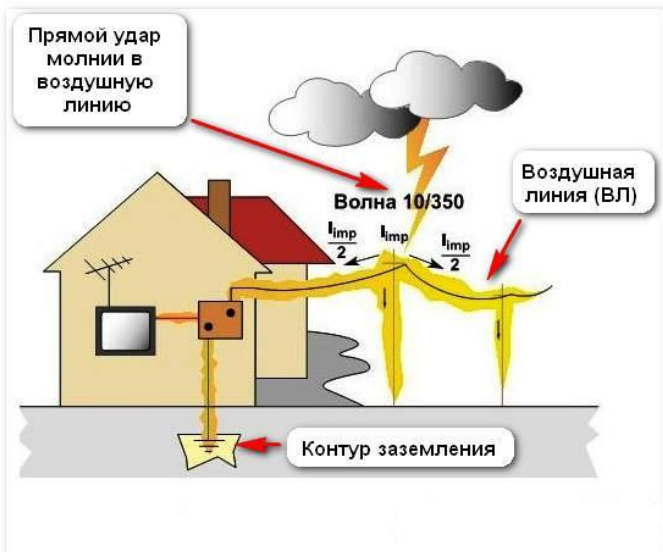 Прямой удар
молнии в
воздушную
линию
Воздушная
линия (ВЛ)
Волна 10/350
Iimp
2
Iimp
Iimp
2
Контур заземления